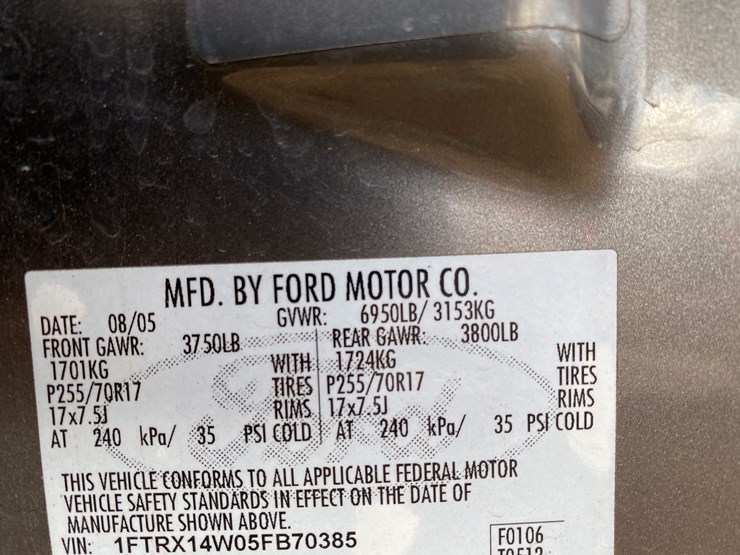 MFD. BY FORD MOTOR CO.
DATE: 08/05 GVWR: 6950LB/ 3153KG
FRONT GAWR: 3750LB REAR GAWR: 3800LB
1701KG WITH 1724KG WITH
P255/70R17 TIRES P255/70R17 TIRES
17x7.5J RIMS 17x7.5J RIMS
AT 240 kPa/ 35 PSI COLD AT 240 kPa/ 35 PSI COLD
THIS VEHICLE CONFORMS TO ALL APPLICABLE FEDERAL MOTOR
VEHICLE SAFETY STANDARDS IN EFFECT ON THE DATE OF
MANUFACTURE SHOWN ABOVE.
VIN: 1FTRX14W05FB70385
F0106